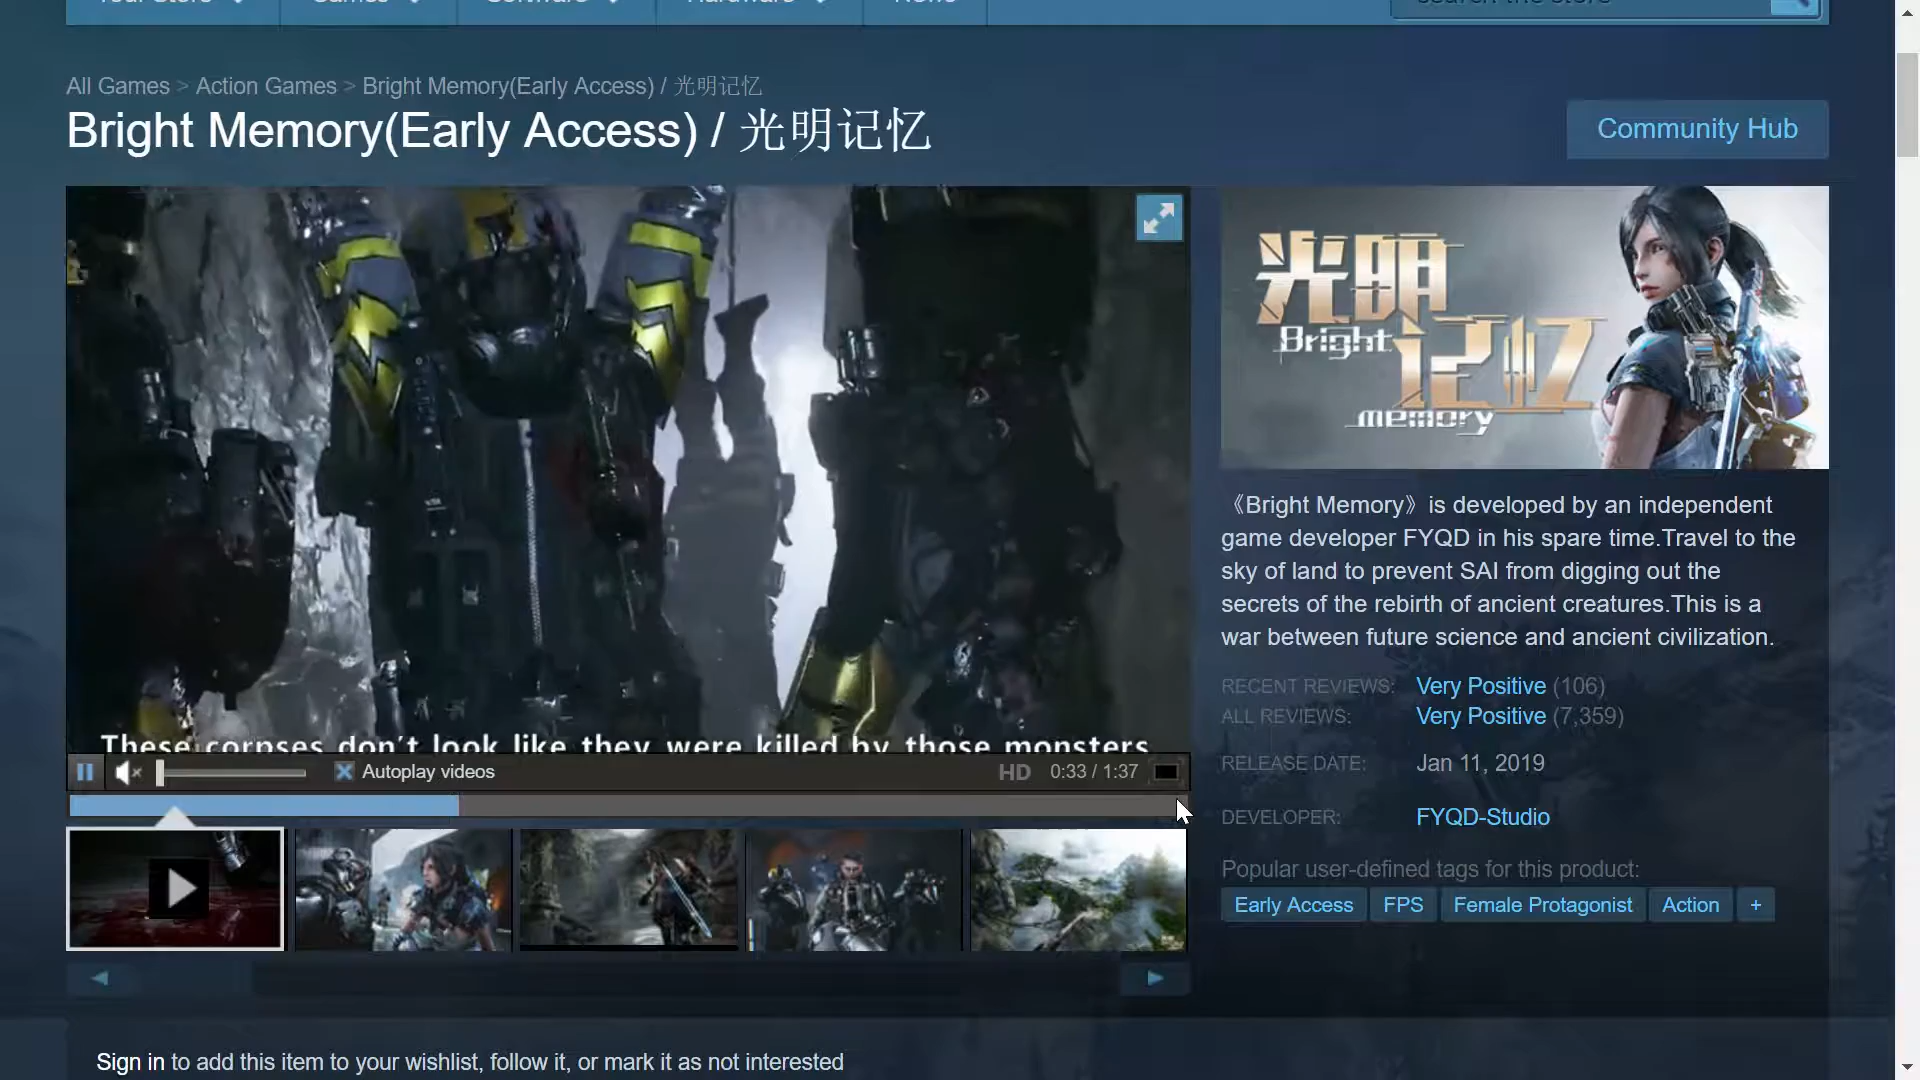 All Games > Action Games > Bright Memory(Early Access) / 光明记忆
Bright Memory(Early Access) / 光明记忆
Community Hub
光明
Bright
记忆
memory
《Bright Memory》is developed by an independent
game developer FYQD in his spare time.Travel to the
sky of land to prevent SAI from digging out the
secrets of the rebirth of ancient creatures.This is a
war between future science and ancient civilization.
RECENT REVIEWS: Very Positive (106)
ALL REVIEWS: Very Positive (7,359)
RELEASE DATE: Jan 11, 2019
DEVELOPER: FYQD-Studio
Popular user-defined tags for this product:
Early Access FPS Female Protagonist Action +
These corpses don't look like they were killed by those monsters
Autoplay videos HD 0:33 / 1:37
Sign in to add this item to your wishlist, follow it, or mark it as not interested